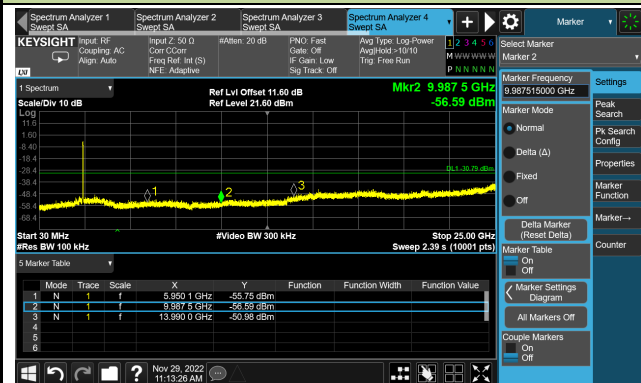 Spectrum Analyzer 1
Swept SA
Spectrum Analyzer 2
Swept SA
Spectrum Analyzer 3
Swept SA
Spectrum Analyzer 4
Swept SA
Marker
KEYSIGHT
Input: RF
Coupling: AC
Align: Auto
Input Z: 50 Ω
Corr CCorr
Freq Ref: Int (S)
NFE: Adaptive
#Atten: 20 dB
PNO: Fast
Gate: Off
IF Gain: Low
Sig Track: Off
Avg Type: Log-Power
Avg|Hold:>10/10
Trig: Free Run
1 2 3 4 5 6
M W W W W W
P N N N N N
LXI
Select Marker
Marker 2
1 Spectrum
Scale/Div 10 dB
Ref Lvl Offset 11.60 dB
Ref Level 21.60 dBm
Mkr2 9.987 5 GHz
-56.59 dBm
Log
11.6
1.60
-8.40
-18.4
-28.4
-38.4
-48.4
-58.4
-68.4
DL1 -30.79 dBm
1
2
3
Start 30 MHz
#Res BW 100 kHz
#Video BW 300 kHz
Stop 25.00 GHz
Sweep 2.39 s (10001 pts)
5 Marker Table
Mode Trace Scale X Y Function Function Width Function Value
1 N 1 f 5.950 1 GHz -55.75 dBm
2 N 1 f 9.987 5 GHz -56.59 dBm
3 N 1 f 13.990 0 GHz -50.98 dBm
4
5
6
Marker Frequency
9.987515000 GHz
Marker Mode
Normal
Delta (Δ)
Fixed
Off
Delta Marker
(Reset Delta)
Marker Table
On
Off
Marker Settings
Diagram
All Markers Off
Couple Markers
On
Off
Settings
Peak
Search
Pk Search
Config
Properties
Marker
Function
Marker→
Counter
Nov 29, 2022
11:13:26 AM